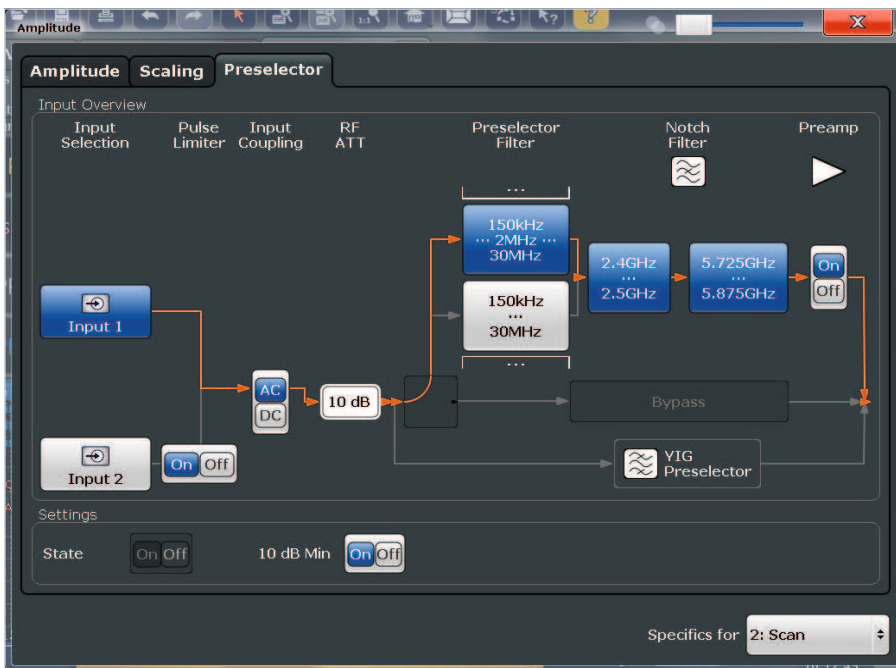 1:1
?
?
Amplitude
X
Amplitude Scaling Preselector
Input Overview
Input Selection
Pulse Limiter
Input Coupling
RF ATT
Preselector Filter
Notch Filter
Preamp
...
150kHz
... 2MHz ...
30MHz
2.4GHz
...
2.5GHz
5.725GHz
...
5.875GHz
On
Off
150kHz
...
30MHz
Input 1
...
AC
DC
10 dB
Bypass
Input 2
On Off
YIG
Preselector
Settings
State On Off 10 dB Min On Off
Specifics for 2: Scan